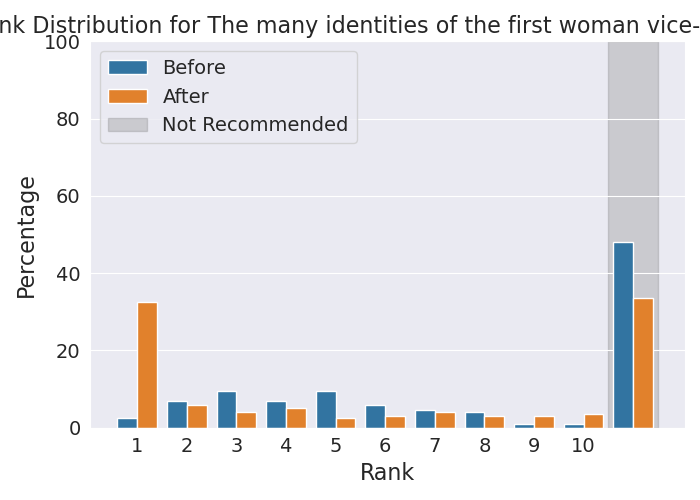 nk Distribution for The many identities of the first woman vice-
100
80
60
40
20
0
Percentage
Before
After
Not Recommended
1 2 3 4 5 6 7 8 9 10
Rank